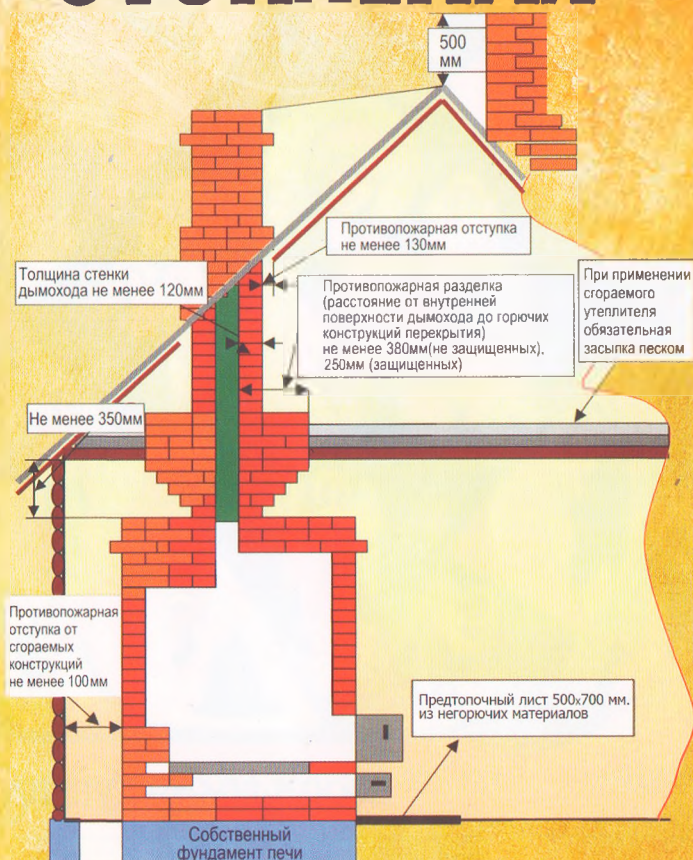 500
мм
Противопожарная отступка
не менее 130мм
Толщина стенки
дымохода не менее 120мм
Противопожарная разделка
(расстояние от внутренней
поверхности дымохода до горючих
конструкций перекрытия)
не менее 380мм(не защищенных),
250мм (защищенных)
При применении
сгораемого
утеплителя
обязательная
засыпка песком
Не менее 350мм
Противопожарная
отступка от
сгораемых
конструкций
не менее 100мм
Предтопочный лист 500х700 мм.
из негорючих материалов
Собственный
фундамент печи